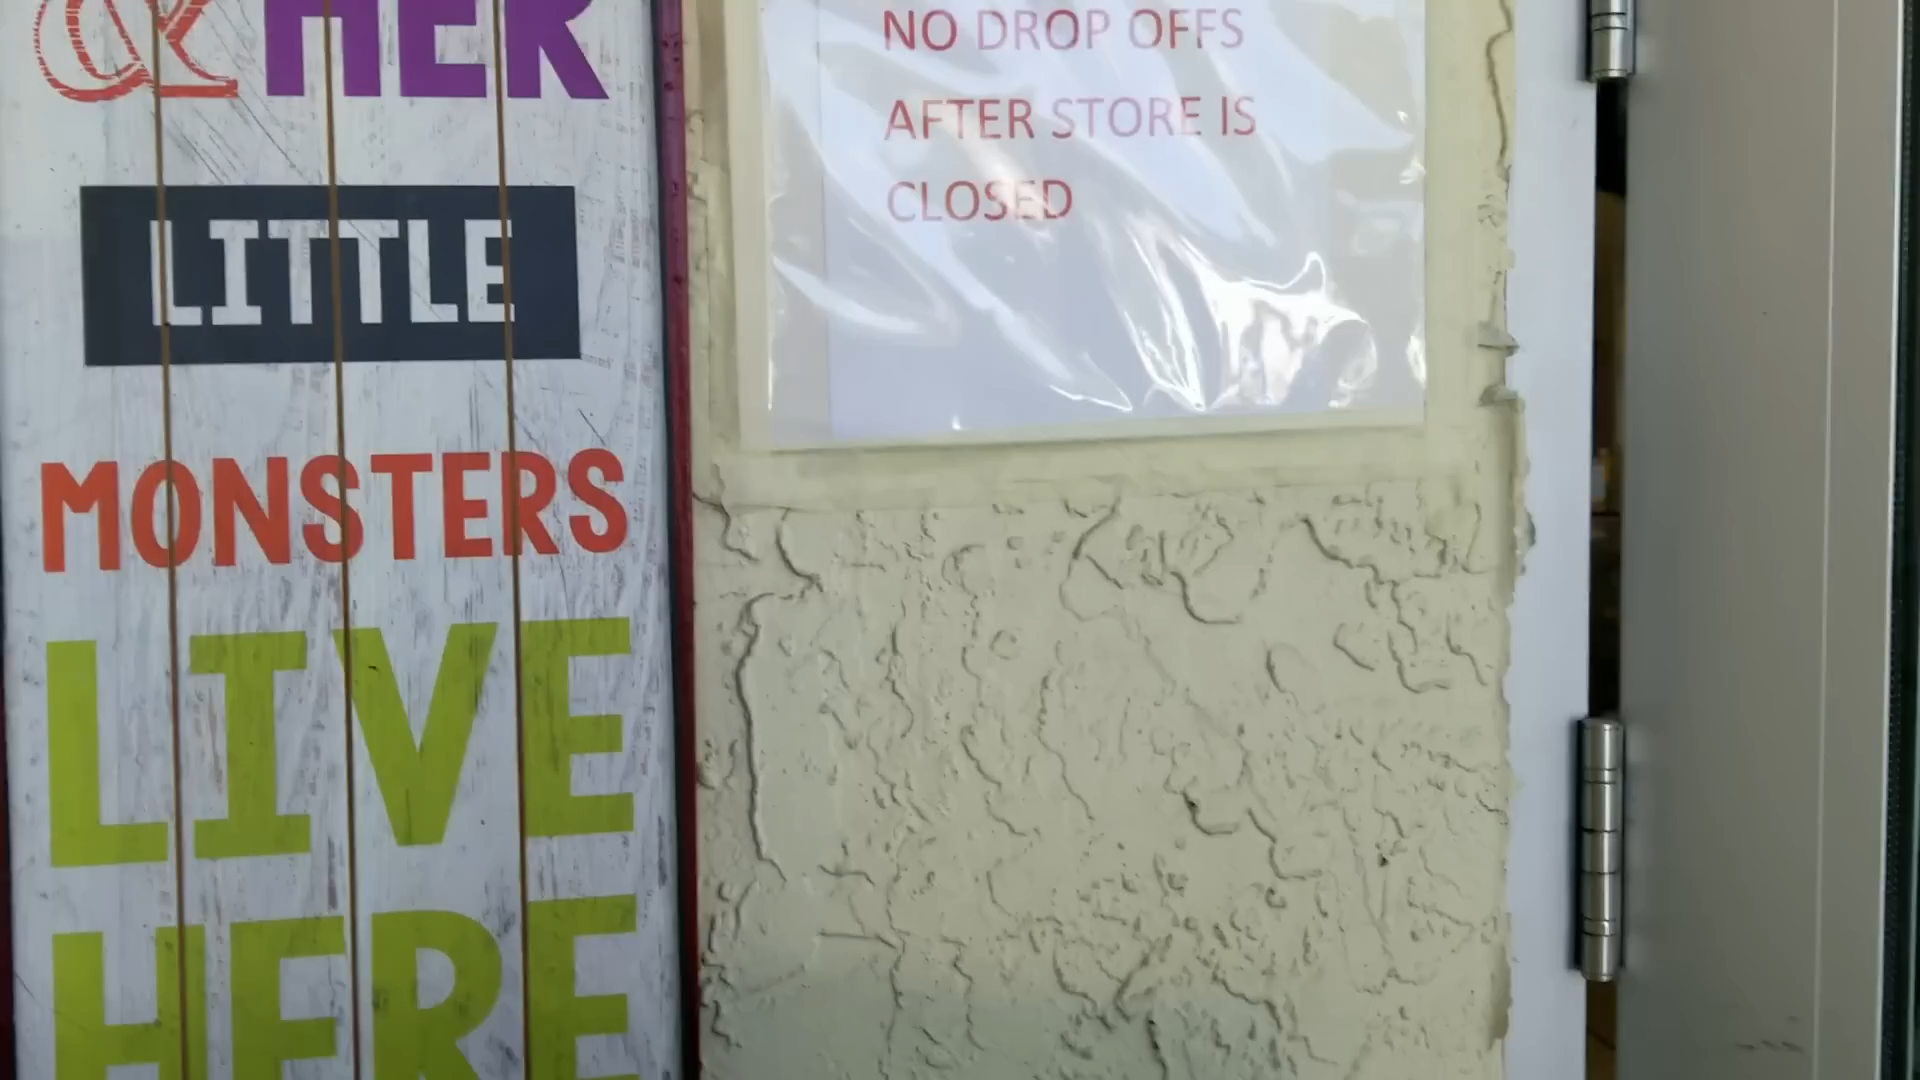 & HER
LITTLE
MONSTERS
LIVE
HERE
NO DROP OFFS
AFTER STORE IS
CLOSED